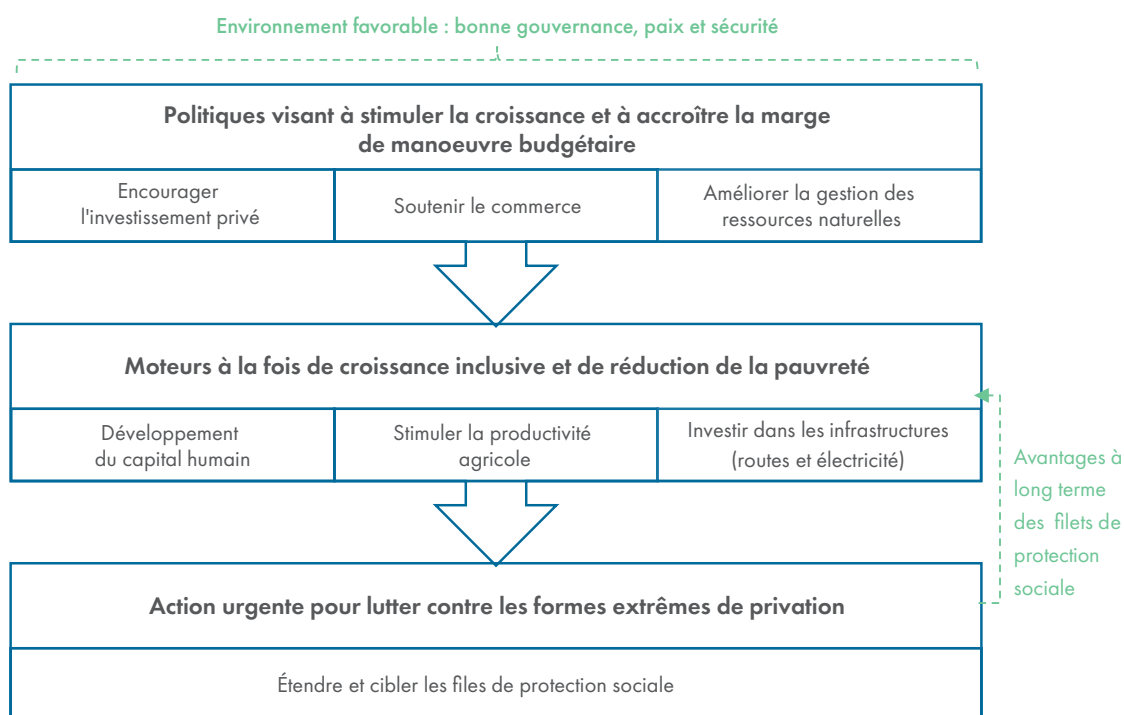 Environnement favorable : bonne gouvernance, paix et sécurité
Politiques visant à stimuler la croissance et à accroître la marge
de manoeuvre budgétaire
Encourager
l'investissement privé
Soutenir le commerce
Améliorer la gestion des
ressources naturelles
Moteurs à la fois de croissance inclusive et de réduction de la pauvreté
Développement
du capital humain
Stimuler la productivité
agricole
Investir dans les infrastructures
(routes et électricité)
Avantages à
long terme
des filets de
protection
sociale
Action urgente pour lutter contre les formes extrêmes de privation
Étendre et cibler les files de protection sociale